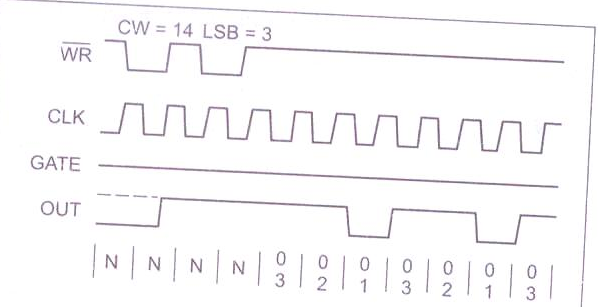 CW = 14 LSB = 3
WR
CLK
GATE
OUT
| N | N | N | N | 0 | 0 | 0 | 0 | 0 | 0 | 0 |
3 2 1 3 2 1 3